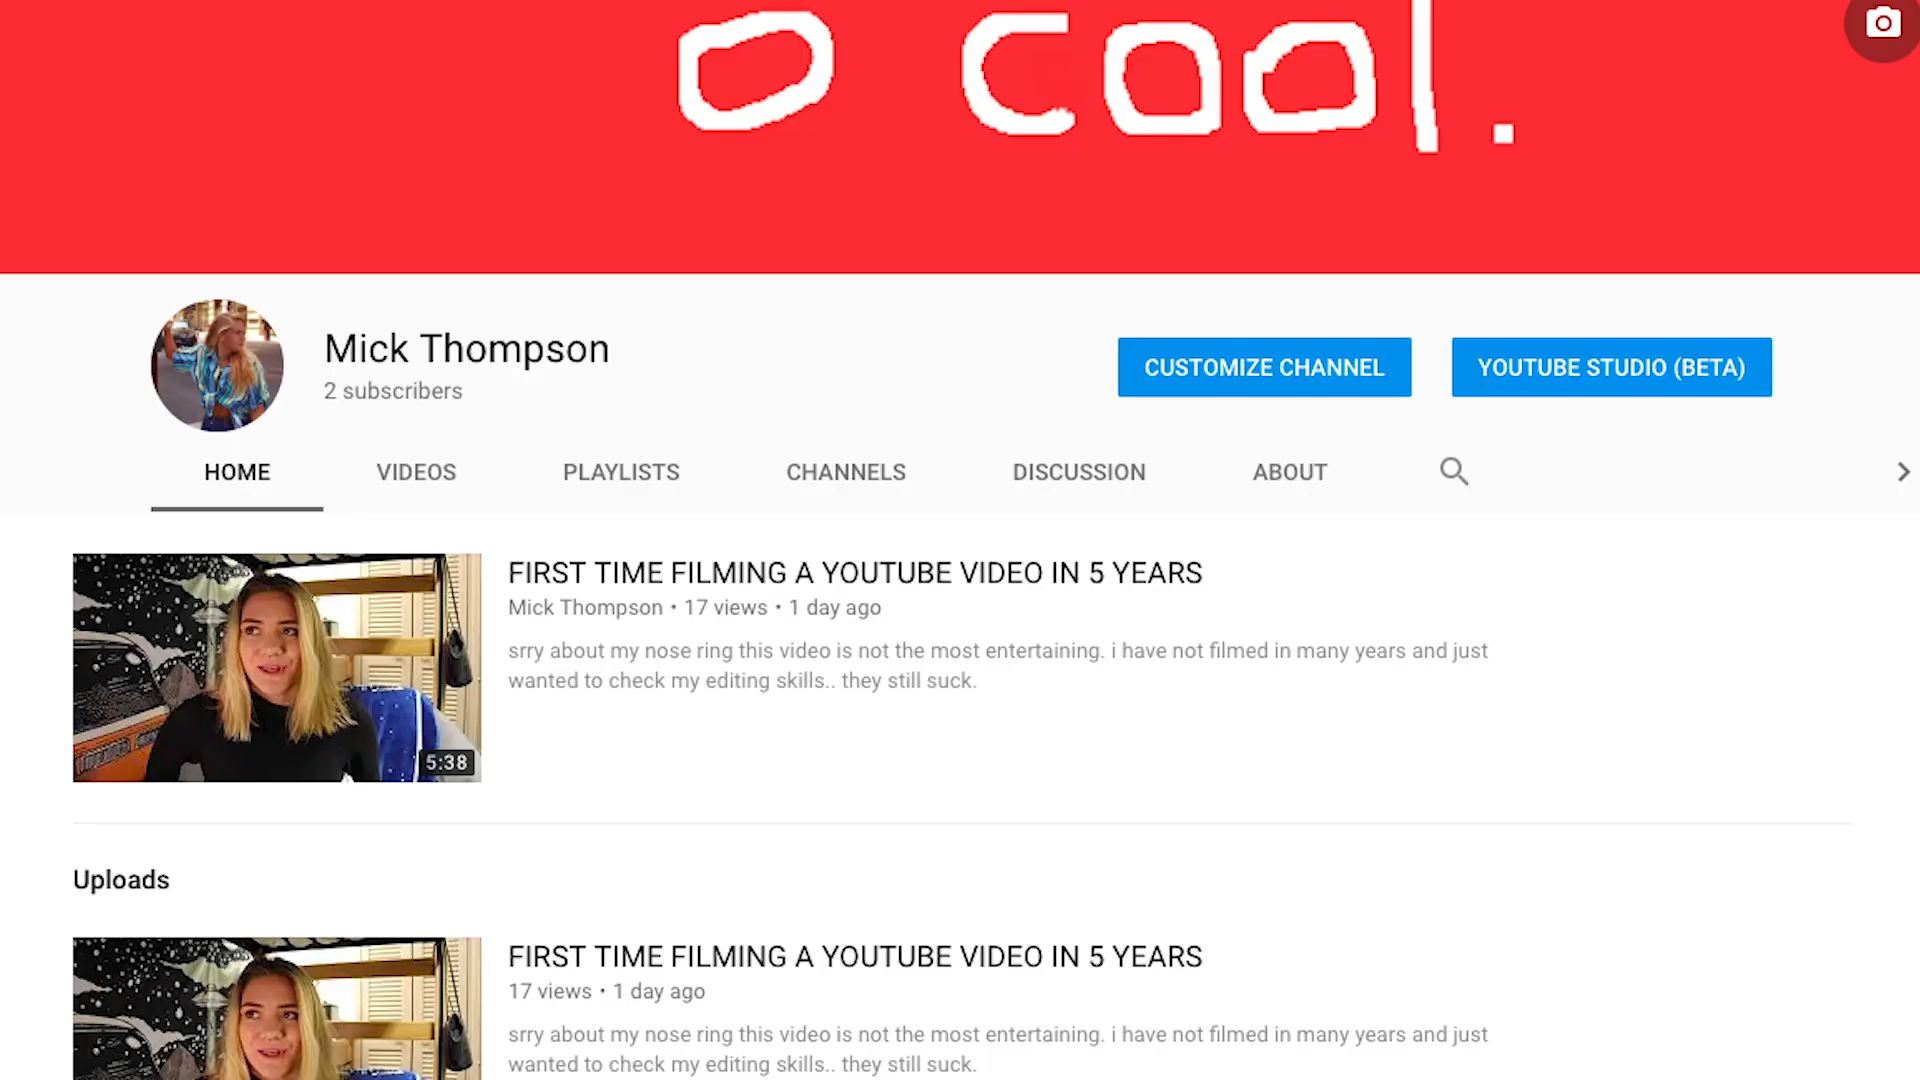 o cool.
Mick Thompson
2 subscribers
CUSTOMIZE CHANNEL
YOUTUBE STUDIO (BETA)
HOME VIDEOS PLAYLISTS CHANNELS DISCUSSION ABOUT
FIRST TIME FILMING A YOUTUBE VIDEO IN 5 YEARS
Mick Thompson • 17 views • 1 day ago
srry about my nose ring this video is not the most entertaining. i have not filmed in many years and just
wanted to check my editing skills.. they still suck.
5:38
Uploads
FIRST TIME FILMING A YOUTUBE VIDEO IN 5 YEARS
17 views • 1 day ago
srry about my nose ring this video is not the most entertaining. i have not filmed in many years and just
wanted to check my editing skills.. they still suck.